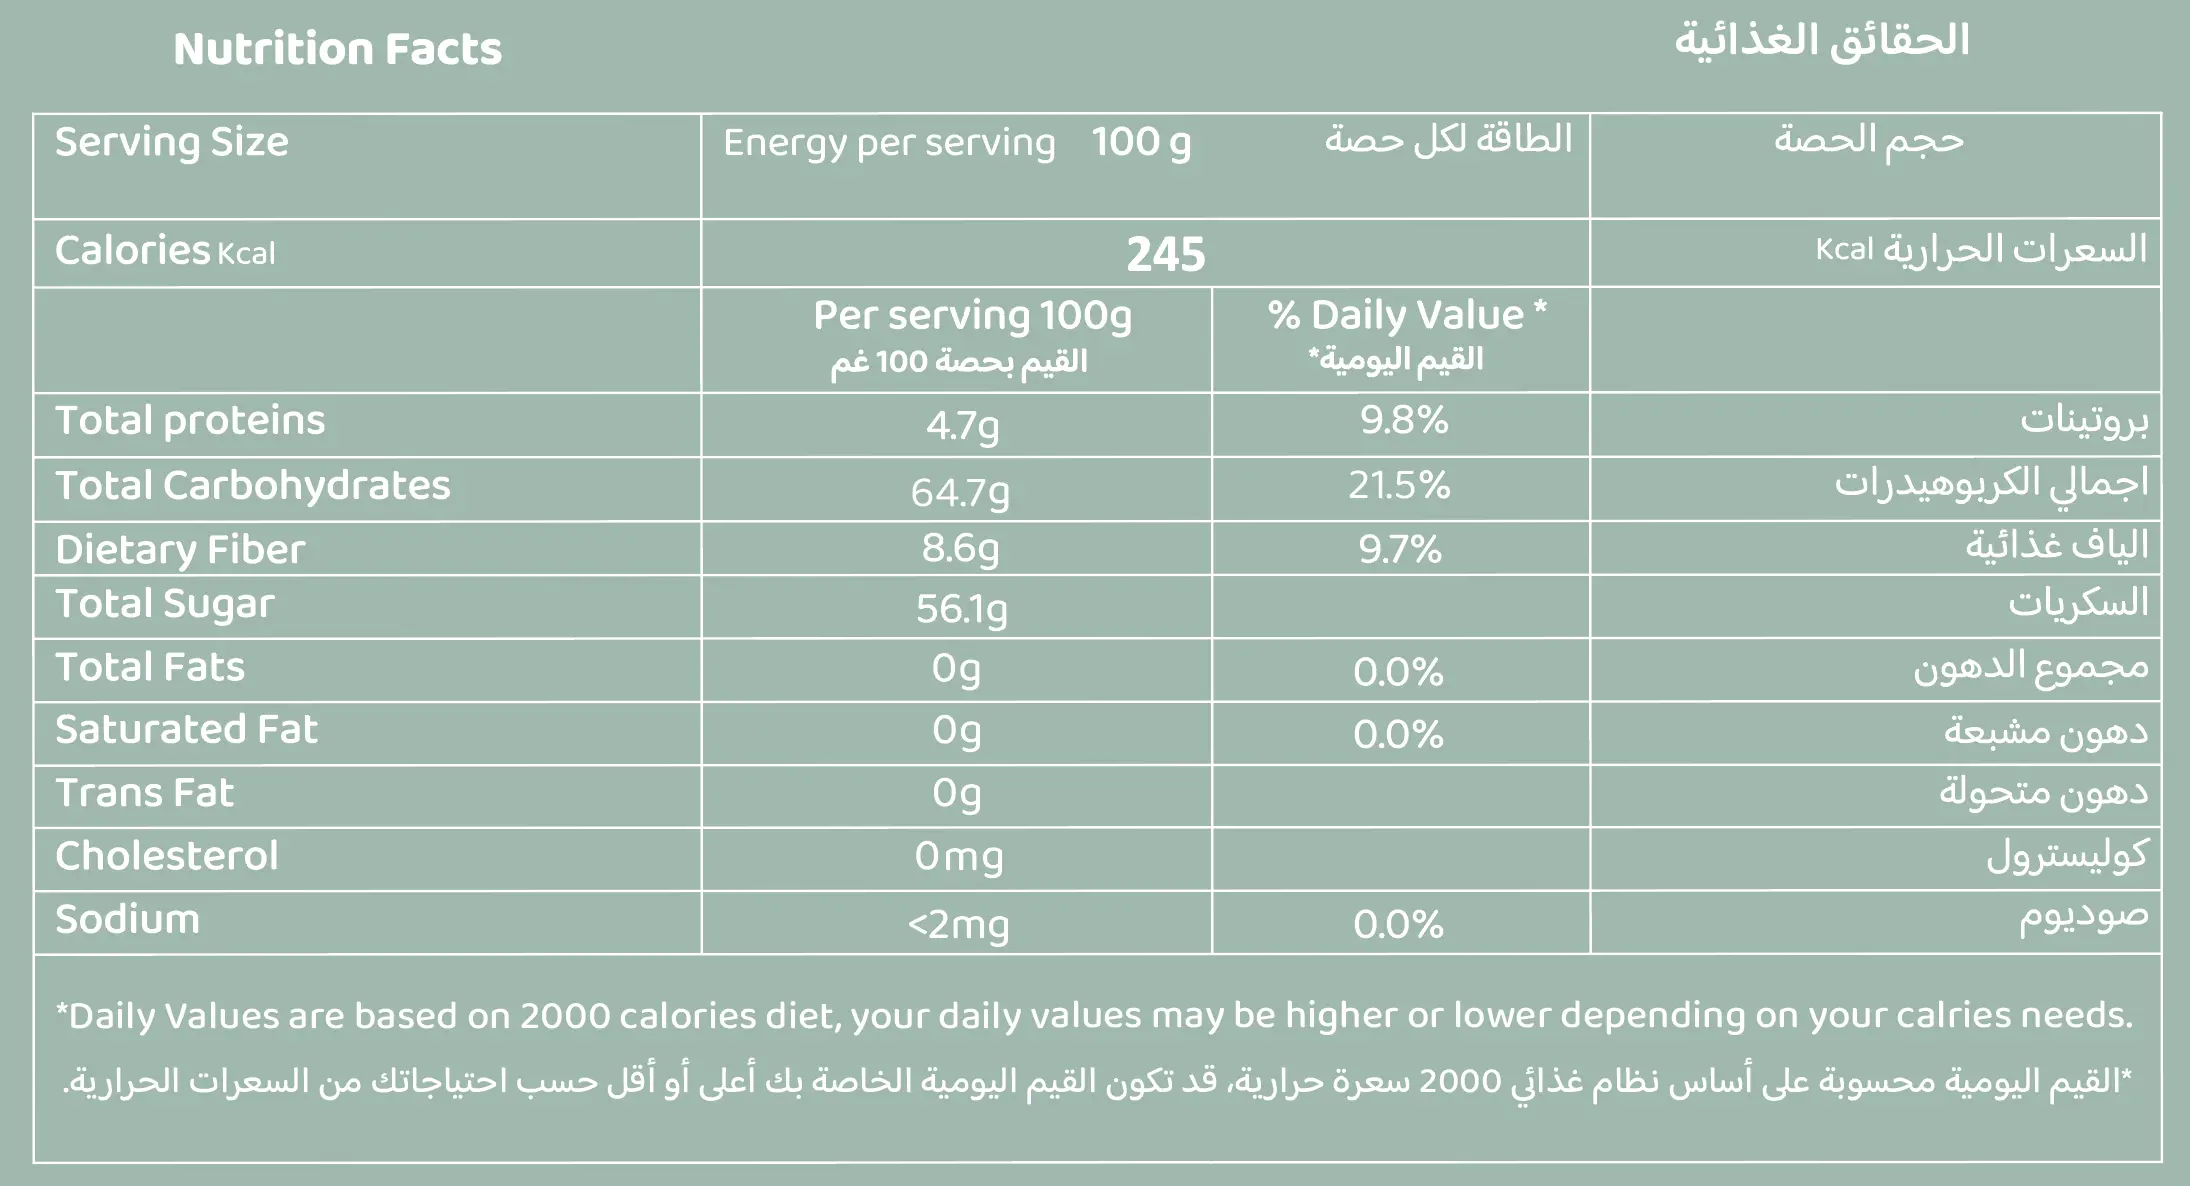 Nutrition Facts
الحقائق الغذائية
Serving Size
Energy per serving 100 g الطاقة لكل حصة
حجم الحصة
Calories Kcal
245
السعرات الحرارية Kcal
Per serving 100g
القيم بحصة 100 غم
% Daily Value *
القيم اليومية*
Total proteins
4.7g
9.8%
بروتينات
Total Carbohydrates
64.7g
21.5%
اجمالي الكربوهيدرات
Dietary Fiber
8.6g
9.7%
الياف غذائية
Total Sugar
56.1g
السكريات
Total Fats
0g
0.0%
مجموع الدهون
Saturated Fat
0g
0.0%
دهون مشبعة
Trans Fat
0g
دهون متحولة
Cholesterol
0mg
كوليسترول
Sodium
<2mg
0.0%
صوديوم
*Daily Values are based on 2000 calories diet, your daily values may be higher or lower depending on your calries needs.
*القيم اليومية محسوبة على أساس نظام غذائي 2000 سعرة حرارية، قد تكون القيم اليومية الخاصة بك أعلى أو أقل حسب احتياجاتك من السعرات الحرارية.